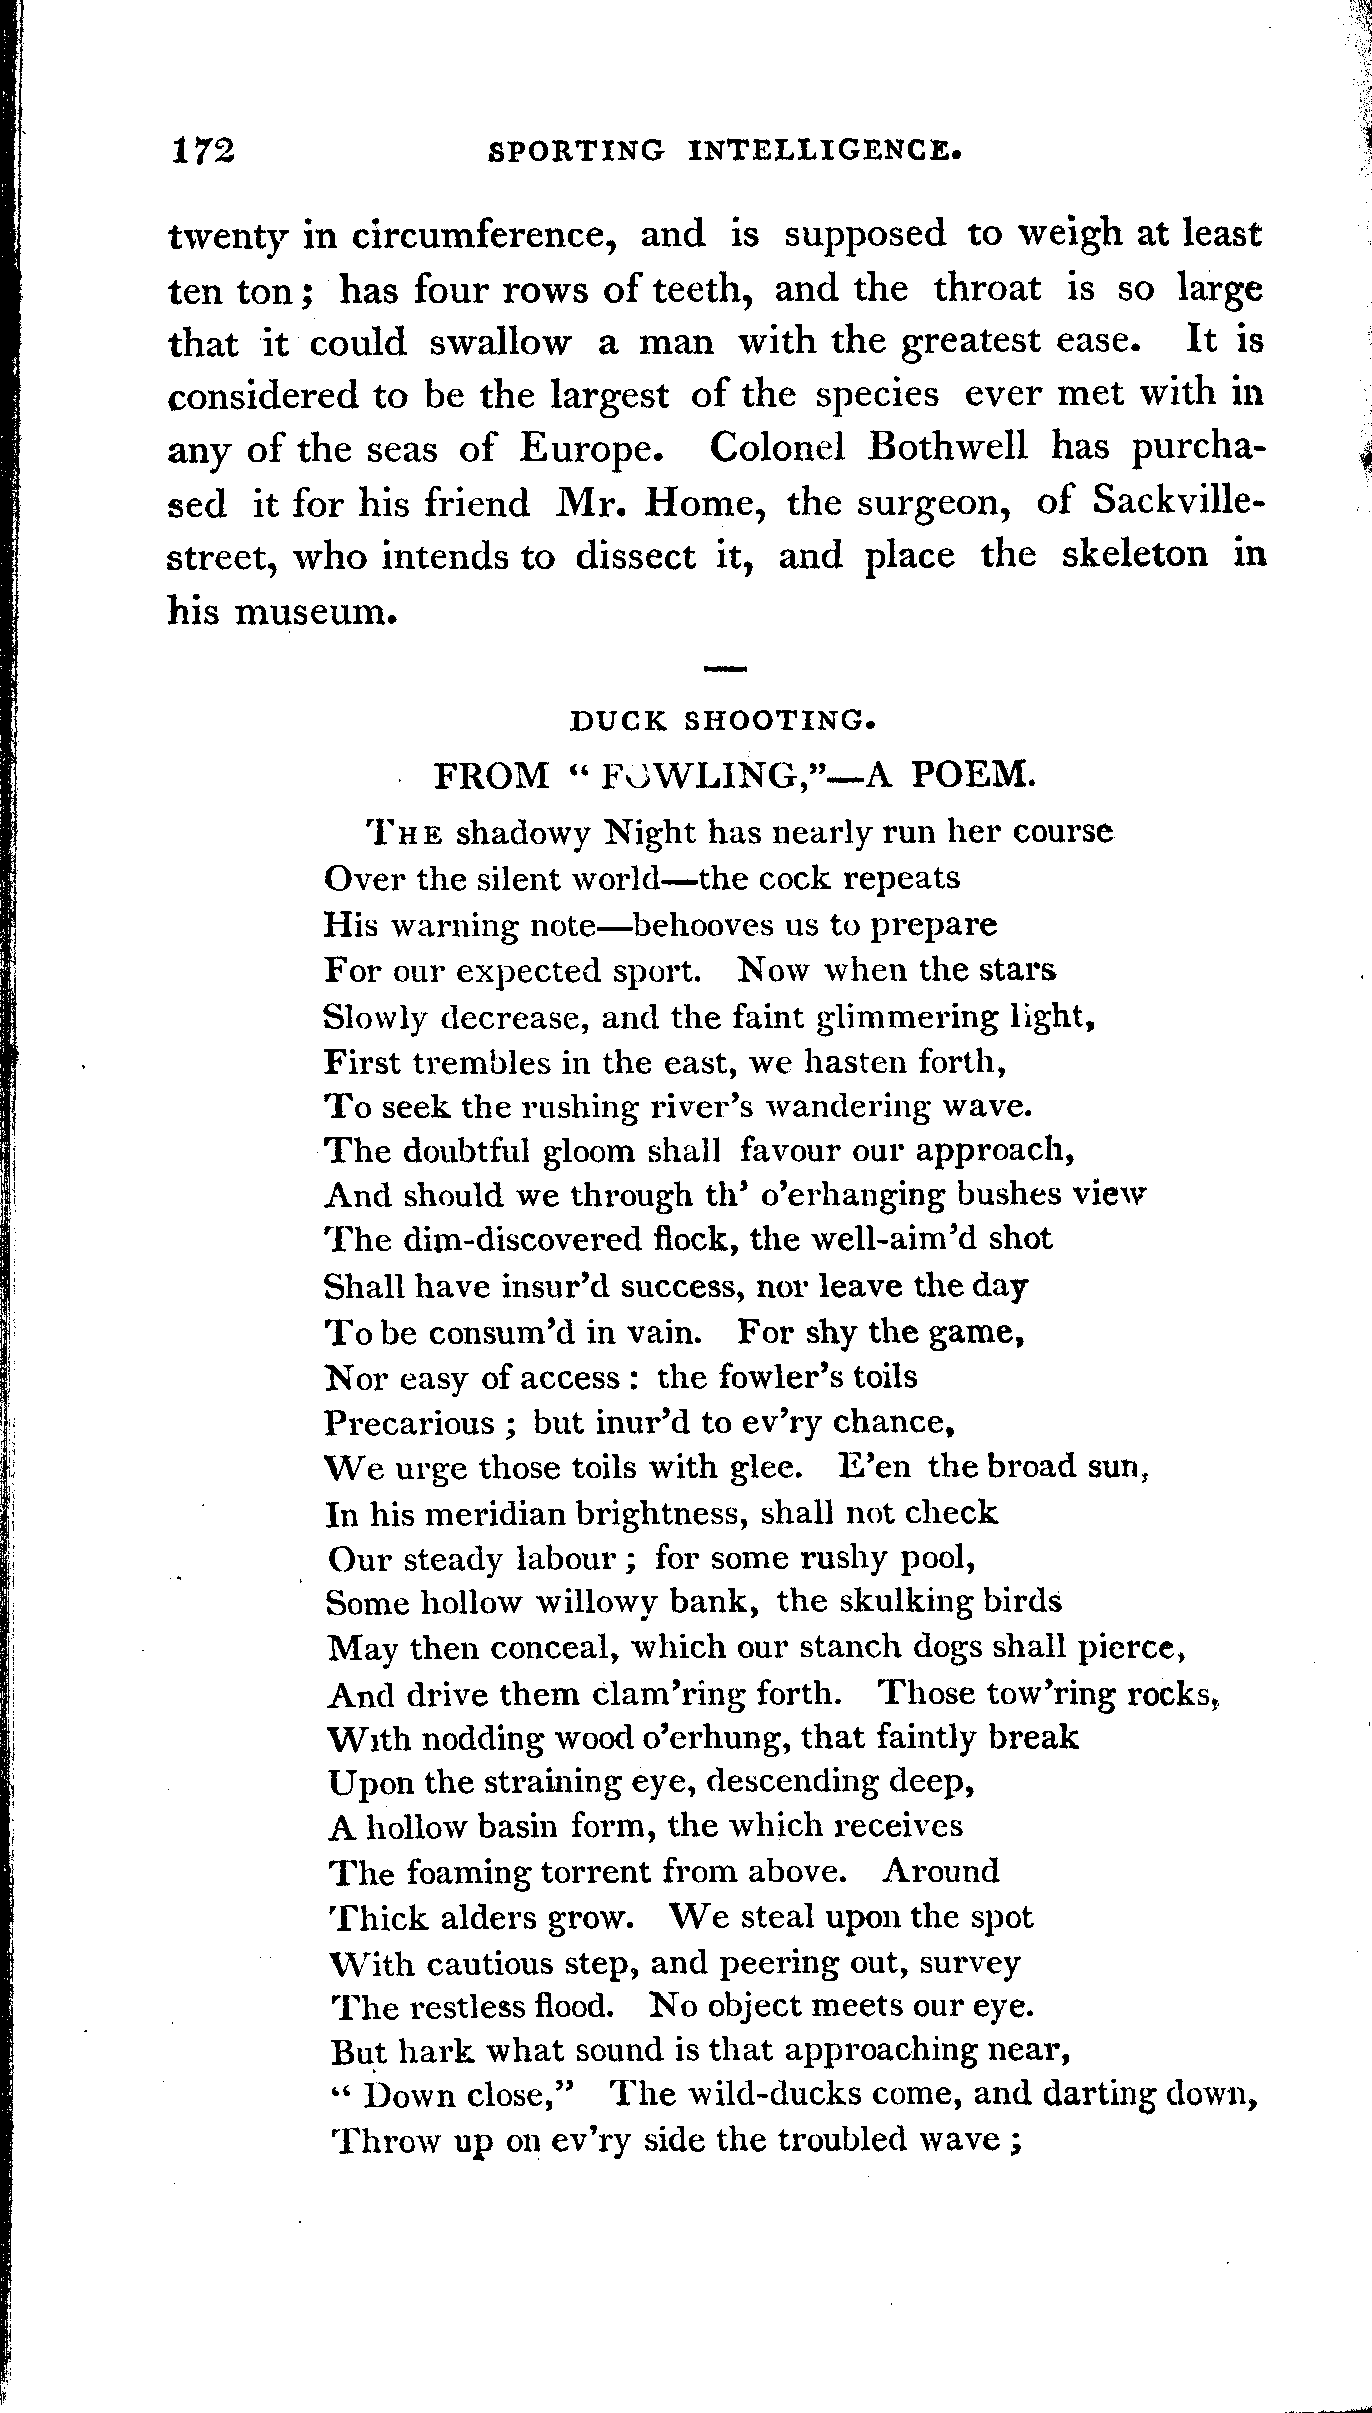 172 SPORTING INTELLIGENCE.
twenty in circumference, and is supposed to weigh at least
ten ton; has four rows of teeth, and the throat is so large
that it could swallow a man with the greatest ease. It is
considered to be the largest of the species ever met with in
any of the seas of Europe. Colonel Bothwell has purcha-
sed it for his friend Mr. Home, the surgeon, of Sackville-
street, who intends to dissect it, and place the skeleton in
his museum.
DUCK SHOOTING.
FROM “ FOWLING,”—A POEM.
THE shadowy Night has nearly run her course
Over the silent world—the cock repeats
His warning note—behooves us to prepare
For our expected sport. Now when the stars
Slowly decrease, and the faint glimmering light,
First trembles in the east, we hasten forth,
To seek the rushing river’s wandering wave.
The doubtful gloom shall favour our approach,
And should we through th’ o’erhanging bushes view
The dim-discovered flock, the well-aim’d shot
Shall have insur’d success, nor leave the day
To be consum’d in vain. For shy the game,
Nor easy of access : the fowler’s toils
Precarious ; but inur’d to ev’ry chance,
We urge those toils with glee. E’en the broad sun,
In his meridian brightness, shall not check
Our steady labour ; for some rushy pool,
Some hollow willowy bank, the skulking birds
May then conceal, which our stanch dogs shall pierce,
And drive them clam’ring forth. Those tow’ring rocks,
With nodding wood o’erhung, that faintly break
Upon the straining eye, descending deep,
A hollow basin form, the which receives
The foaming torrent from above. Around
Thick alders grow. We steal upon the spot
With cautious step, and peering out, survey
The restless flood. No object meets our eye.
But hark what sound is that approaching near,
“ Down close,” The wild-ducks come, and darting down,
Throw up on ev’ry side the troubled wave ;